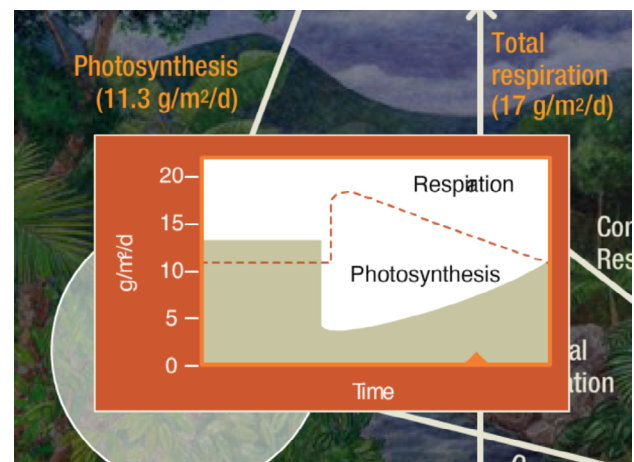 Photosynthesis
(11.3 g/m²/d)
Total
respiration
(17 g/m²/d)
20
15
10
5
0
g/m²/d
Respiration
Photosynthesis
Time